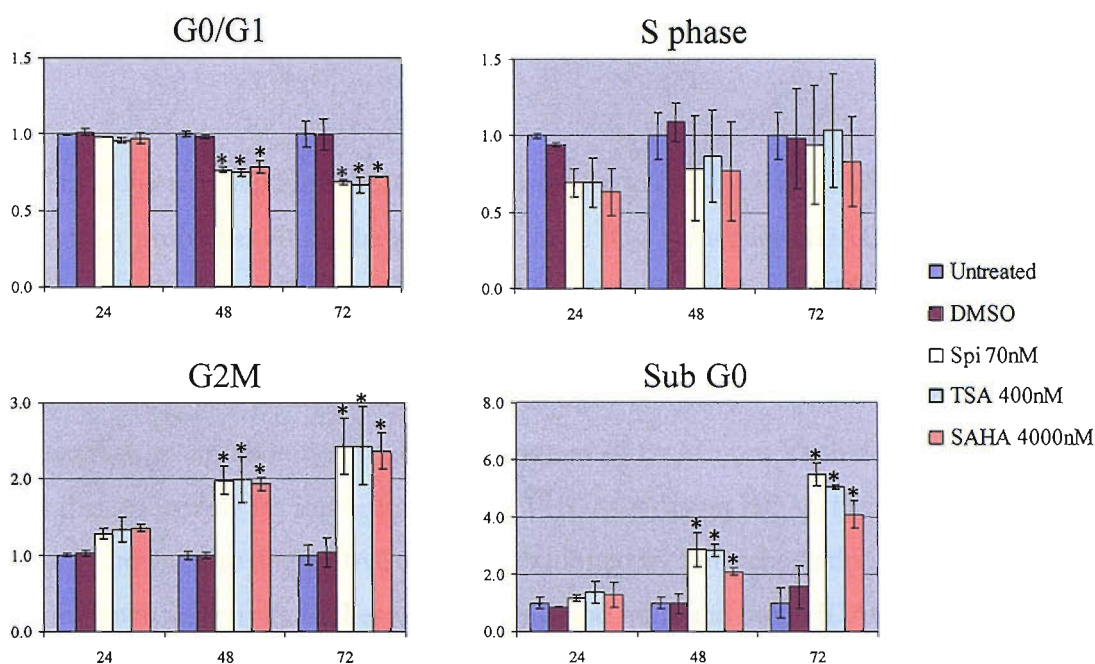 G0/G1
1.5
1.0
0.5
0.0
* * *
* * *
24 48 72
S phase
1.5
1.0
0.5
0.0
24 48 72
G2M
3.0
2.0
1.0
0.0
* * *
* * *
24 48 72
Sub G0
8.0
6.0
4.0
2.0
0.0
* * *
* * *
24 48 72
Untreated
DMSO
Spi 70nM
TSA 400nM
SAHA 4000nM